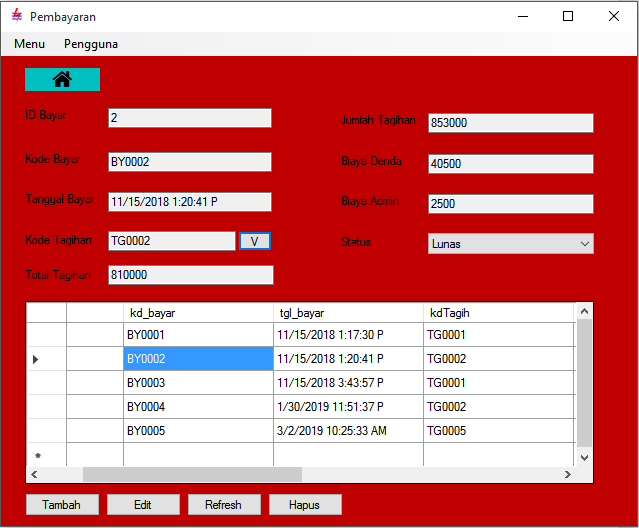 Pembayaran
Menu Pengguna
ID Bayar 2
Jumlah Tagihan 853000
Kode Bayar BY0002
Biaya Denda 40500
Tanggal Bayar 11/15/2018 1:20:41 P
Biaya Admin 2500
Kode Tagihan TG0002 V
Status Lunas
Total Tagihan 810000
kd_bayar tgl_bayar kdTagih
BY0001 11/15/2018 1:17:30 P TG0001
BY0002 11/15/2018 1:20:41 P TG0002
BY0003 11/15/2018 3:43:57 P TG0001
BY0004 1/30/2019 11:51:37 P TG0002
BY0005 3/2/2019 10:25:33 AM TG0005
*
Tambah Edit Refresh Hapus